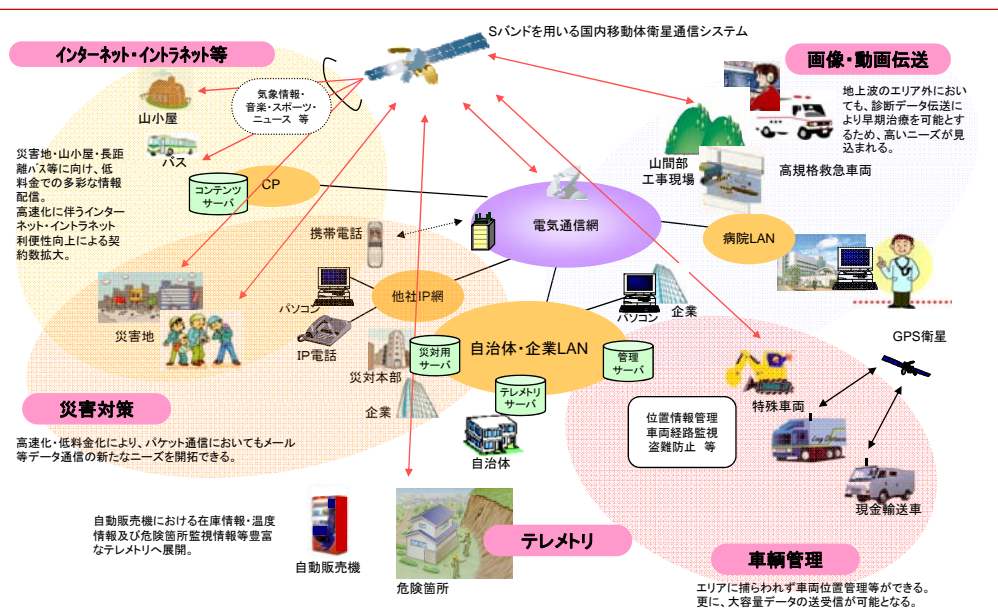 Sバンドを用いる国内移動体衛星通信システム
インターネット・イントラネット等
画像・動画伝送
気象情報・
音楽・スポーツ・
ニュース 等
山小屋
バス
地上波のエリア外におい
ても、診断データ伝送に
より早期治療を可能とす
るため、高いニーズが見
込まれる。
山間部
工事現場
高規格救急車両
災害地・山小屋・長距
離バス等に向け、低
料金での多彩な情報
配信。
高速化に伴うインター
ネット・イントラネット
利便性向上による契
約数拡大。
コンテンツ
サーバ
CP
電気通信網
携帯電話
病院LAN
他社IP網
パソコン
IP電話
災害地
パソコン
企業
GPS衛星
自治体・企業LAN
災対用
サーバ
管理
サーバ
テレメトリ
サーバ
災対本部
企業
自治体
特殊車両
位置情報管理
車両経路監視
盗難防止 等
現金輸送車
災害対策
高速化・低料金化により、パケット通信においてもメール
等データ通信の新たなニーズを開拓できる。
自動販売機における在庫情報・温度
情報及び危険箇所監視情報等豊富
なテレメトリへ展開。
自動販売機
危険箇所
テレメトリ
車輌管理
エリアに捕らわれず車両位置管理等ができる。
更に、大容量データの送受信が可能となる。